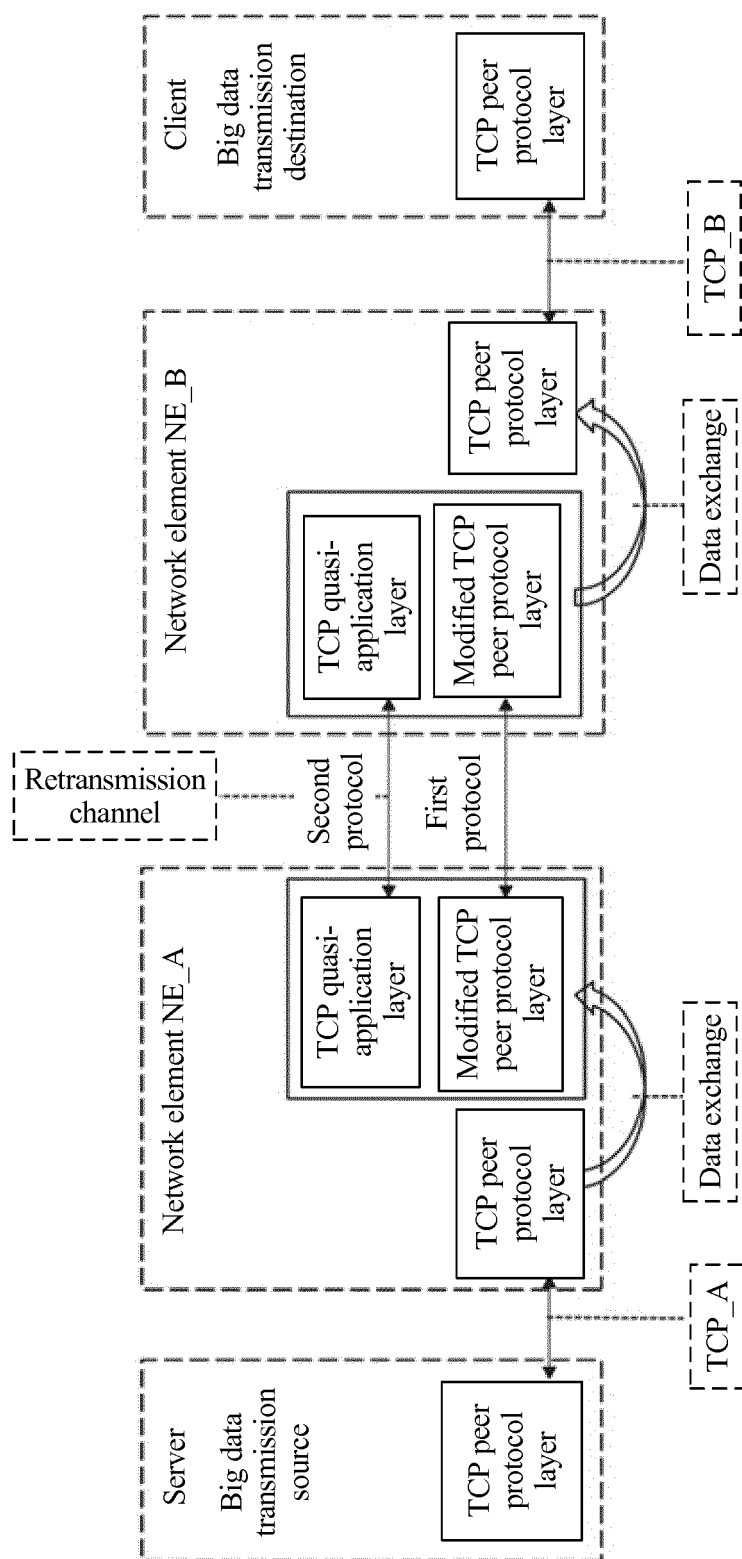 Server
Big data
transmission
source
TCP peer
protocol
layer
TCP_A
Network element NE_A
TCP peer
protocol
layer
TCP quasi-
application
layer
Modified TCP
peer protocol
layer
Data exchange
Retransmission
channel
Second
protocol
First
protocol
Network element NE_B
TCP quasi-
application
layer
Modified TCP
peer protocol
layer
TCP peer
protocol
layer
Data exchange
TCP_B
Client
Big data
transmission
destination
TCP peer
protocol
layer